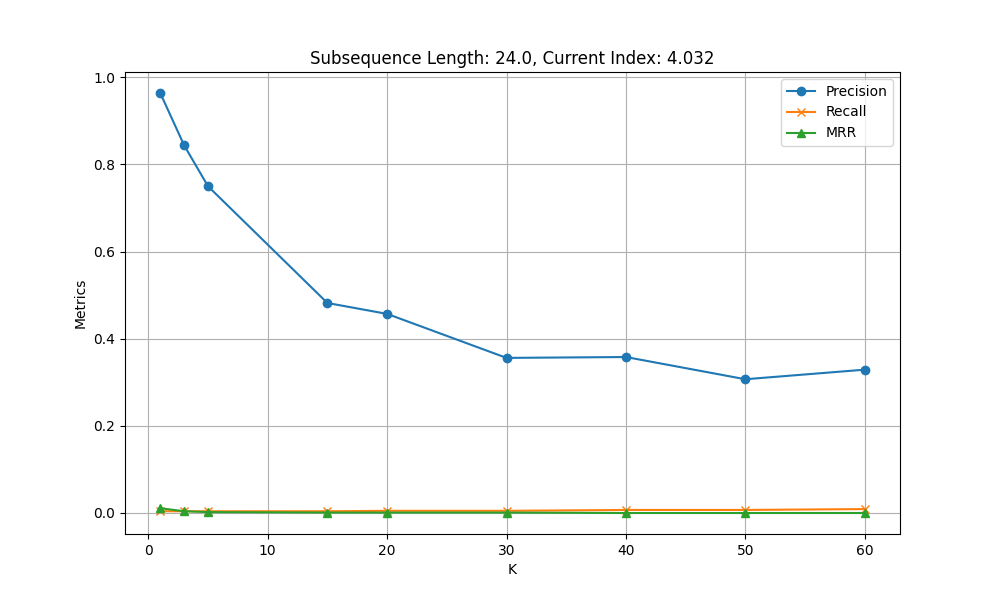 Subsequence Length: 24.0, Current Index: 4.032
1.0
0.8
0.6
0.4
0.2
0.0
Metrics
Precision
Recall
MRR
0 10 20 30 40 50 60
K